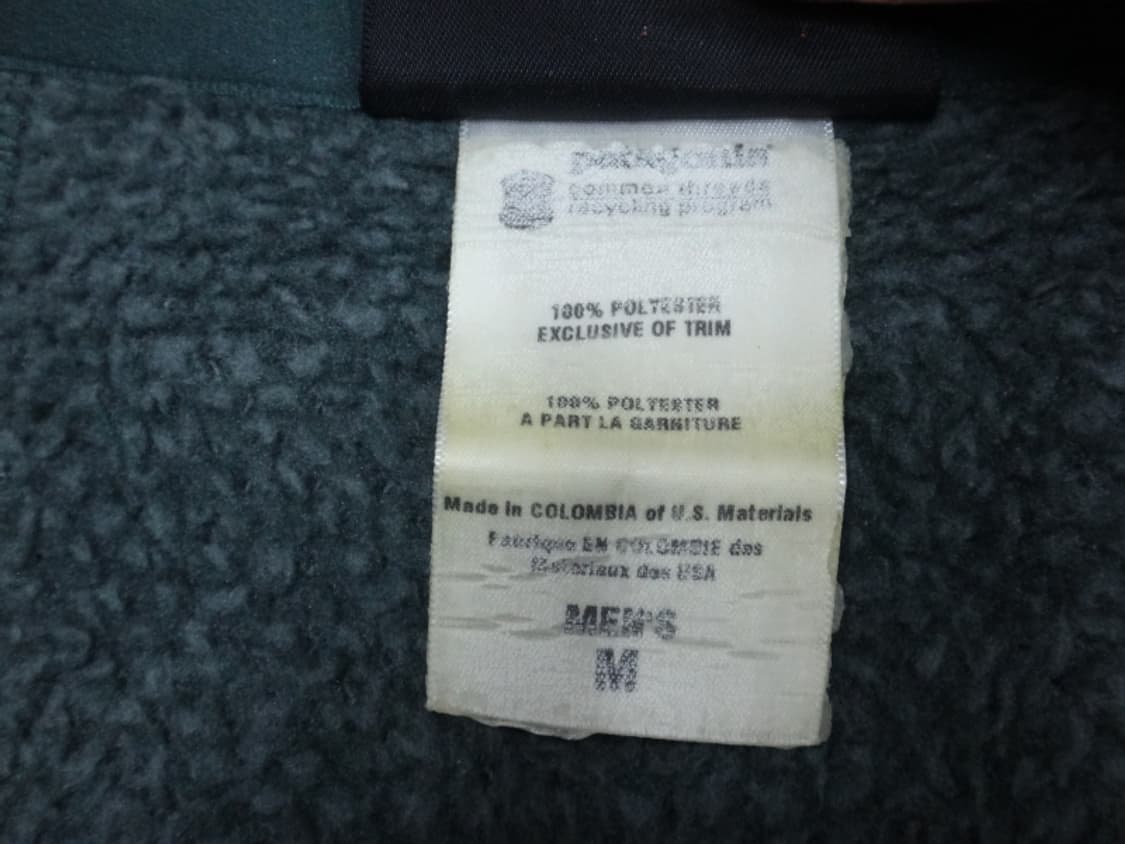 patagonia
common threads
recycling program
100% POLYESTER
EXCLUSIVE OF TRIM
100% POLYESTER
A PART LA GARNITURE
Made in COLOMBIA of U.S. Materials
Fabrique EN COLOMBIE des
Materiaux des USA
MEN'S
M